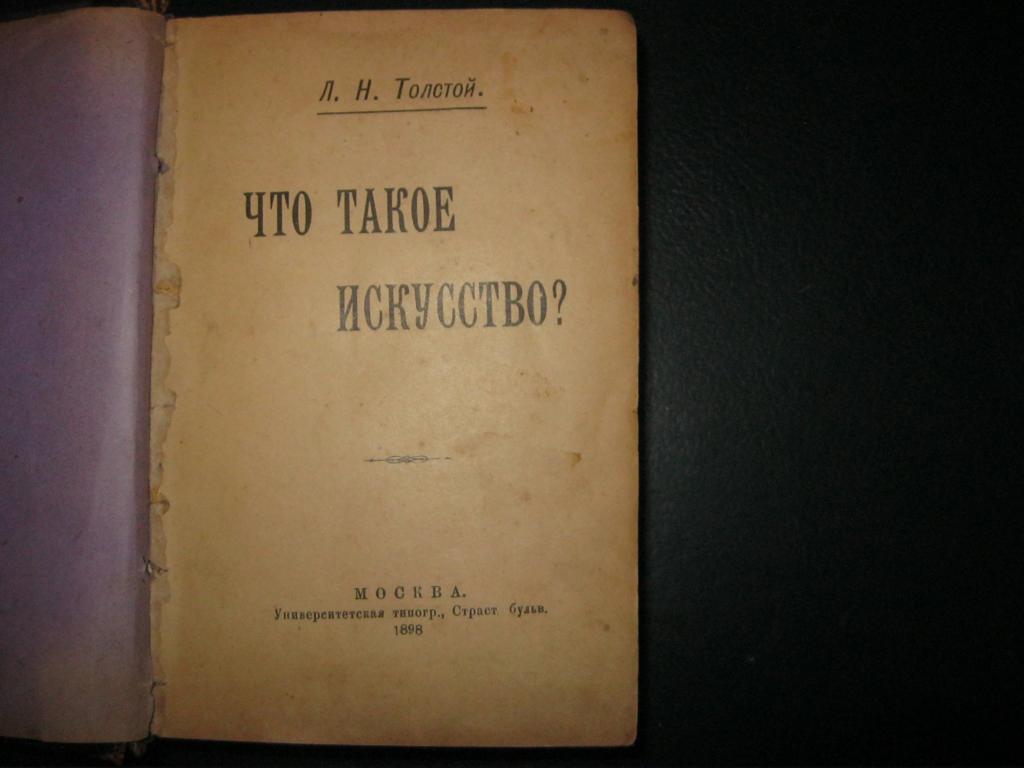 Л. Н. Толстой.
ЧТО ТАКОЕ
ИСКУССТВО?
МОСКВА.
Университетская типогр., Страст. бульв.
1898